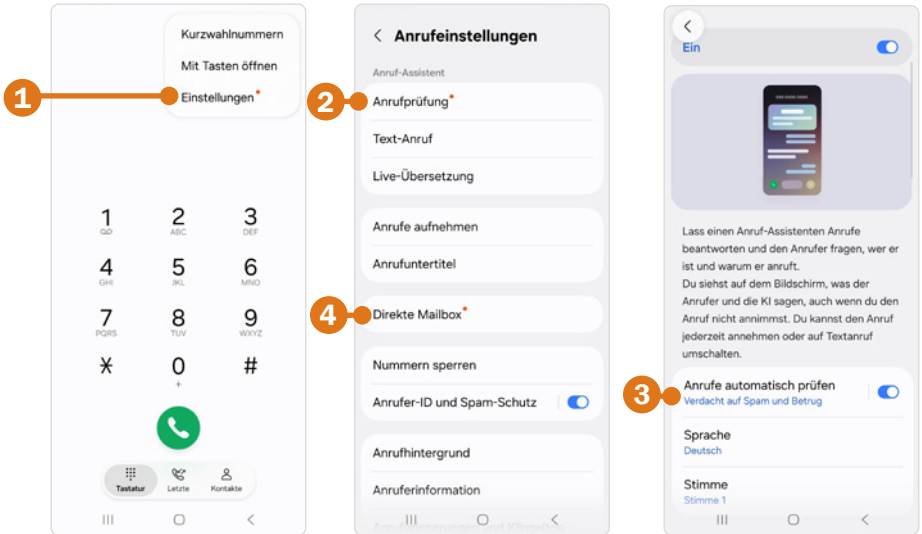 Kurzwahlnummern
Mit Tasten öffnen
1
Einstellungen
1
2
ABC
3
DEF
4
GHI
5
JKL
6
MNO
7
PQRS
8
TUV
9
WXYZ
*
0
+
#
Tastatur
Letzte
Kontakte
Anrufeinstellungen
Anruf-Assistent
2
Anrufprüfung
Text-Anruf
Live-Übersetzung
Anrufe aufnehmen
Anrufuntertitel
4
Direkte Mailbox
Nummern sperren
Anrufer-ID und Spam-Schutz
Anrufhintergrund
Anruferinformation
und Klingelton
Ein
Lass einen Anruf-Assistenten Anrufe
beantworten und den Anrufer fragen, wer er
ist und warum er anruft.
Du siehst auf dem Bildschirm, was der
Anrufer und die KI sagen, auch wenn du den
Anruf nicht annimmst. Du kannst den Anruf
jederzeit annehmen oder auf Textanruf
umschalten.
3
Anrufe automatisch prüfen
Verdacht auf Spam und Betrug
Sprache
Deutsch
Stimme
Stimme 1